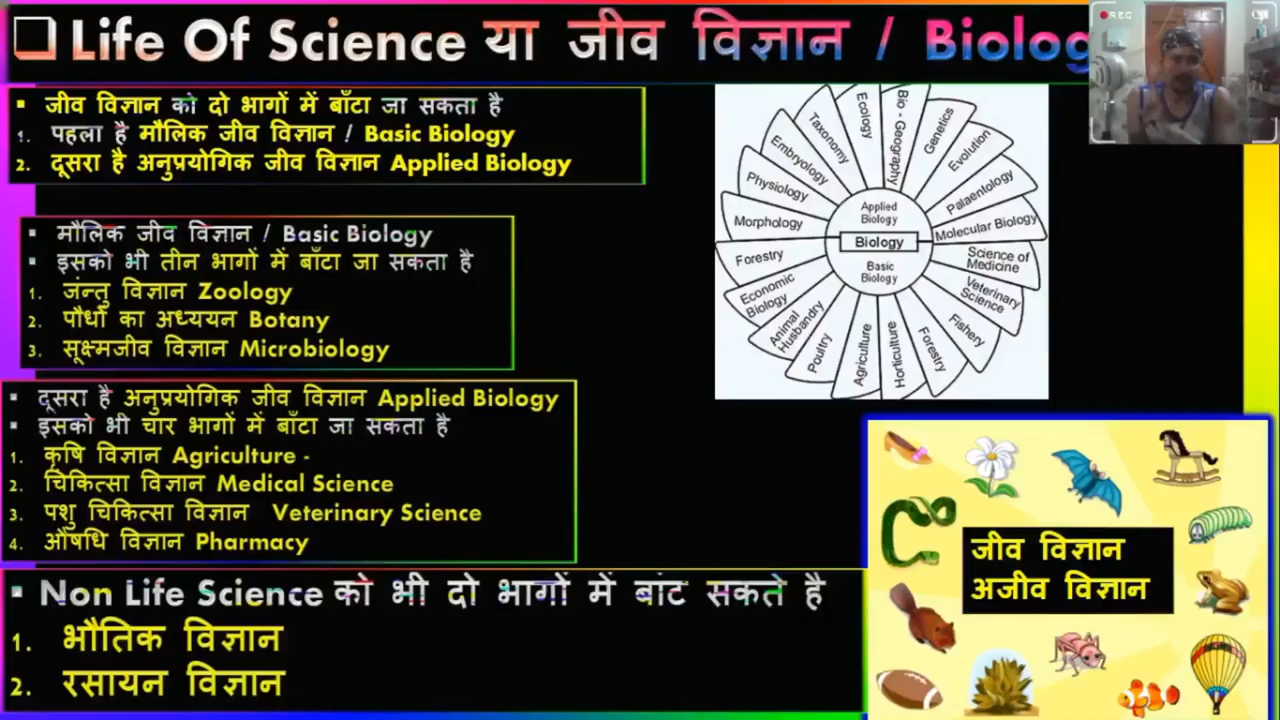 Life Of Science या जीव विज्ञान / Biolog
REC
जीव विज्ञान को दो भागों में बाँटा जा सकता है
1. पहला है मौलिक जीव विज्ञान / Basic Biology
2. दूसरा है अनुप्रयोगिक जीव विज्ञान Applied Biology
मौलिक जीव विज्ञान / Basic Biology
इसको भी तीन भागों में बाँटा जा सकता है
1. जंन्तु विज्ञान Zoology
2. पौधों का अध्ययन Botany
3. सूक्ष्मजीव विज्ञान Microbiology
दूसरा है अनुप्रयोगिक जीव विज्ञान Applied Biology
इसको भी चार भागों में बाँटा जा सकता है
1. कृषि विज्ञान Agriculture -
2. चिकित्सा विज्ञान Medical Science
3. पशु चिकित्सा विज्ञान Veterinary Science
4. औषधि विज्ञान Pharmacy
Non Life Science को भी दो भागों में बांट सकते है
1. भौतिक विज्ञान
2. रसायन विज्ञान
Applied
Biology
Biology
Basic
Biology
Forestry
Morphology
Physiology
Embryology
Taxonomy
Ecology
Bio - Geography
Genetics
Evolution
Palaentology
Molecular Biology
Science of
Medicine
Veterinary
Science
Fishery
Forestry
Horticulture
Agriculture
Poultry
Animal
Husbandry
Economic
Biology
जीव विज्ञान
अजीव विज्ञान